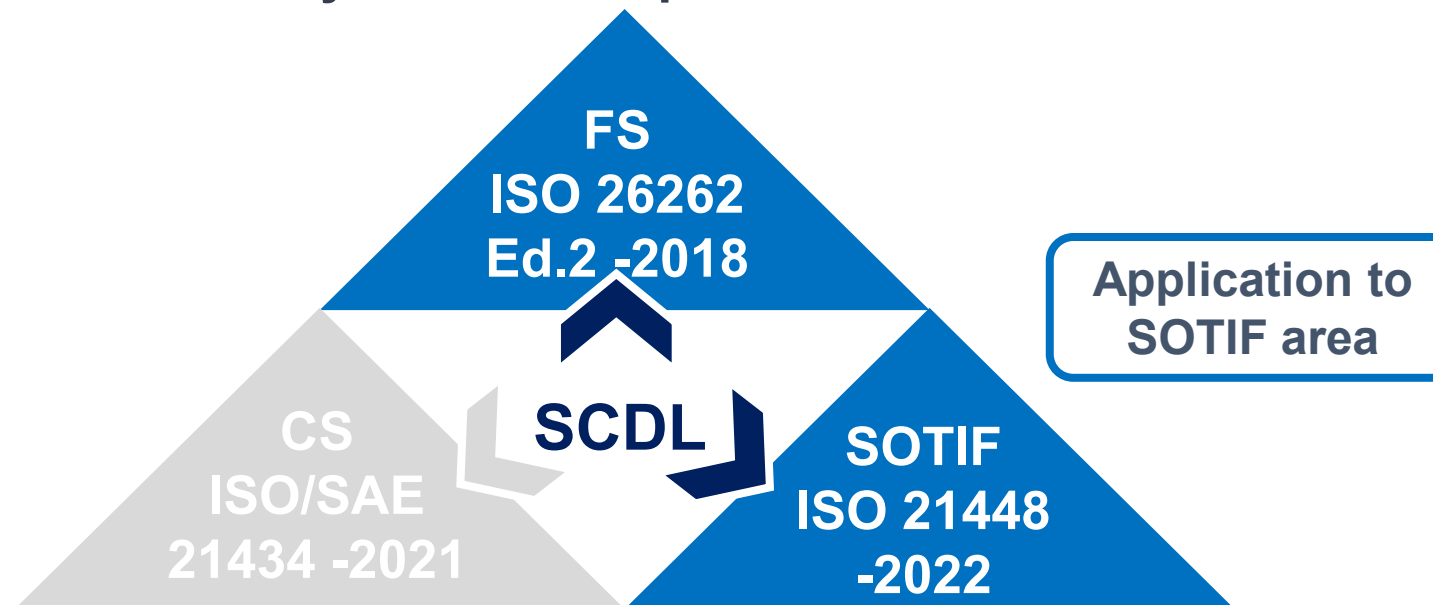 FS
ISO 26262
Ed.2 -2018
Application to
SOTIF area
SCDL
CS
ISO/SAE
21434 -2021
SOTIF
ISO 21448
-2022